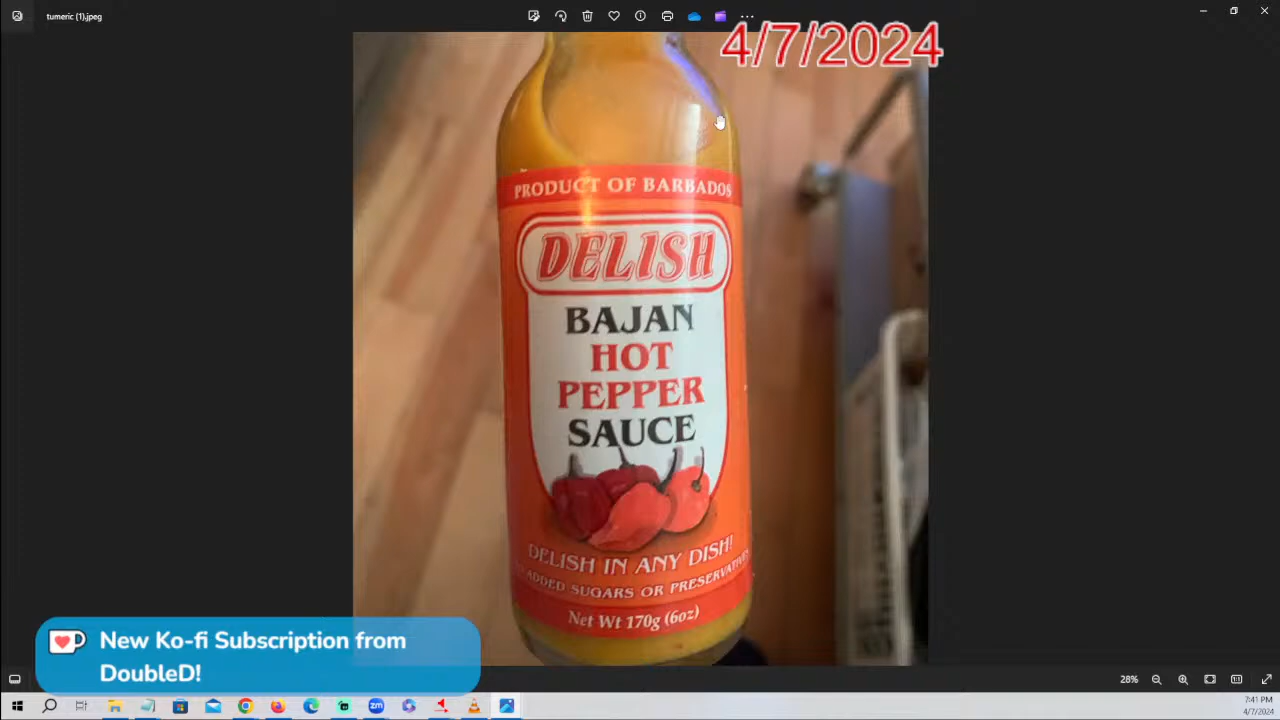 tumeric (1).jpeg
4/7/2024
PRODUCT OF BARBADOS
DELISH
BAJAN
HOT
PEPPER
SAUCE
DELISH IN ANY DISH!
ADDED SUGARS OR PRESERVATIVES
Net Wt 170g (6oz)
New Ko-fi Subscription from
DoubleD!
28%
zm
7:41 PM
4/7/2024